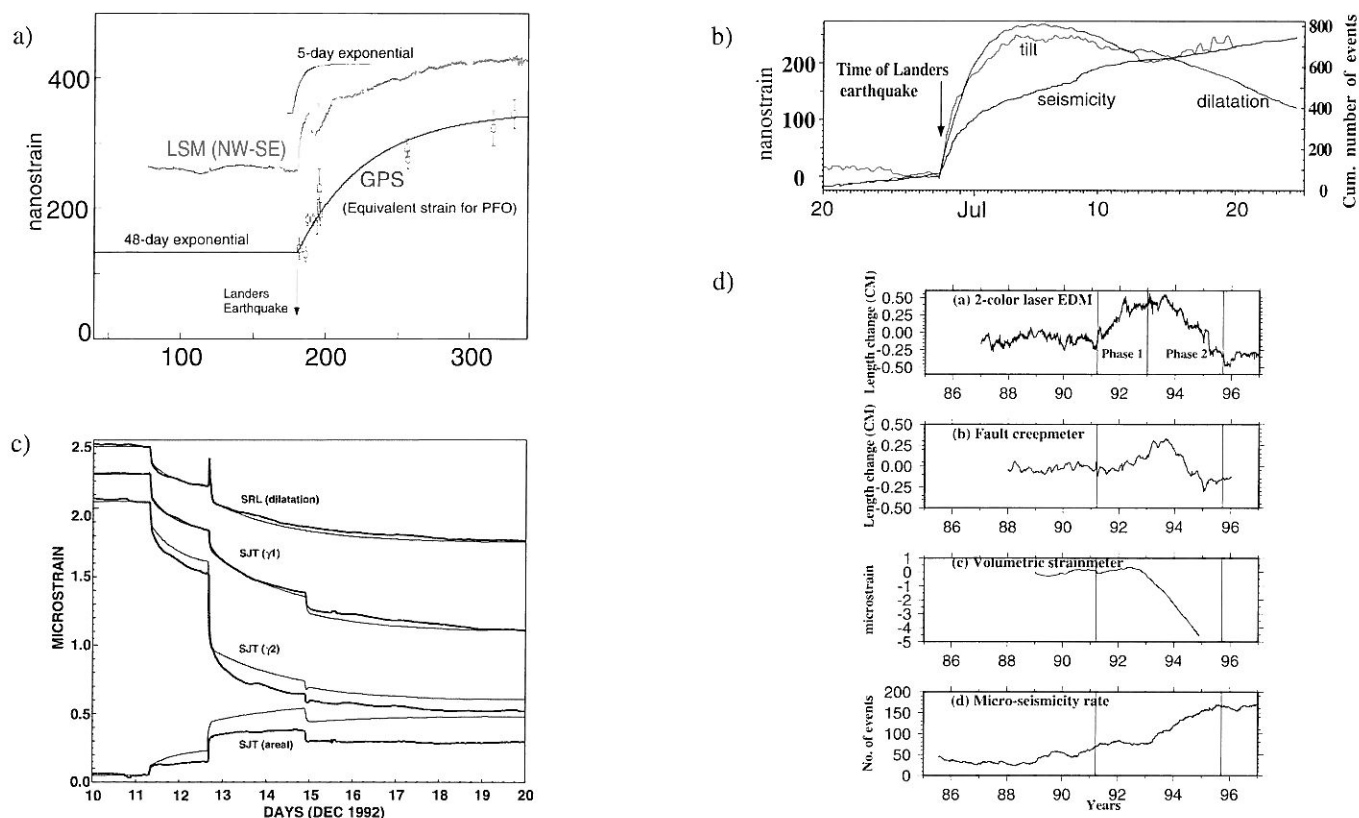 a)
5-day exponential
400
LSM (NW-SE)
nanostrain
GPS
(Equivalent strain for PFO)
200
48-day exponential
Landers
Earthquake
0
100 200 300
b)
800
600
400
200
0
Cum. number of events
200
100
0
nanostrain
tilt
Time of Landers
earthquake
seismicity
dilatation
20 Jul 10 20
c)
2.5
2.0
1.5
1.0
0.5
0.0
MICROSTRAIN
SRL (dilatation)
SJT (γ1)
SJT (γ2)
SJT (areal)
10 11 12 13 14 15 16 17 18 19 20
DAYS (DEC 1992)
d)
Length change (CM)
0.50
0.25
0.00
-0.25
-0.50
(a) 2-color laser EDM
Phase 1 Phase 2
86 88 90 92 94 96
Length change (CM)
0.50
0.25
0.00
-0.25
-0.50
(b) Fault creepmeter
86 88 90 92 94 96
microstrain
1
0
-1
-2
-3
-4
-5
(c) Volumetric strainmeter
86 88 90 92 94 96
No. of events
200
150
100
50
0
(d) Micro-seismicity rate
86 88 90 92 94 96
Years